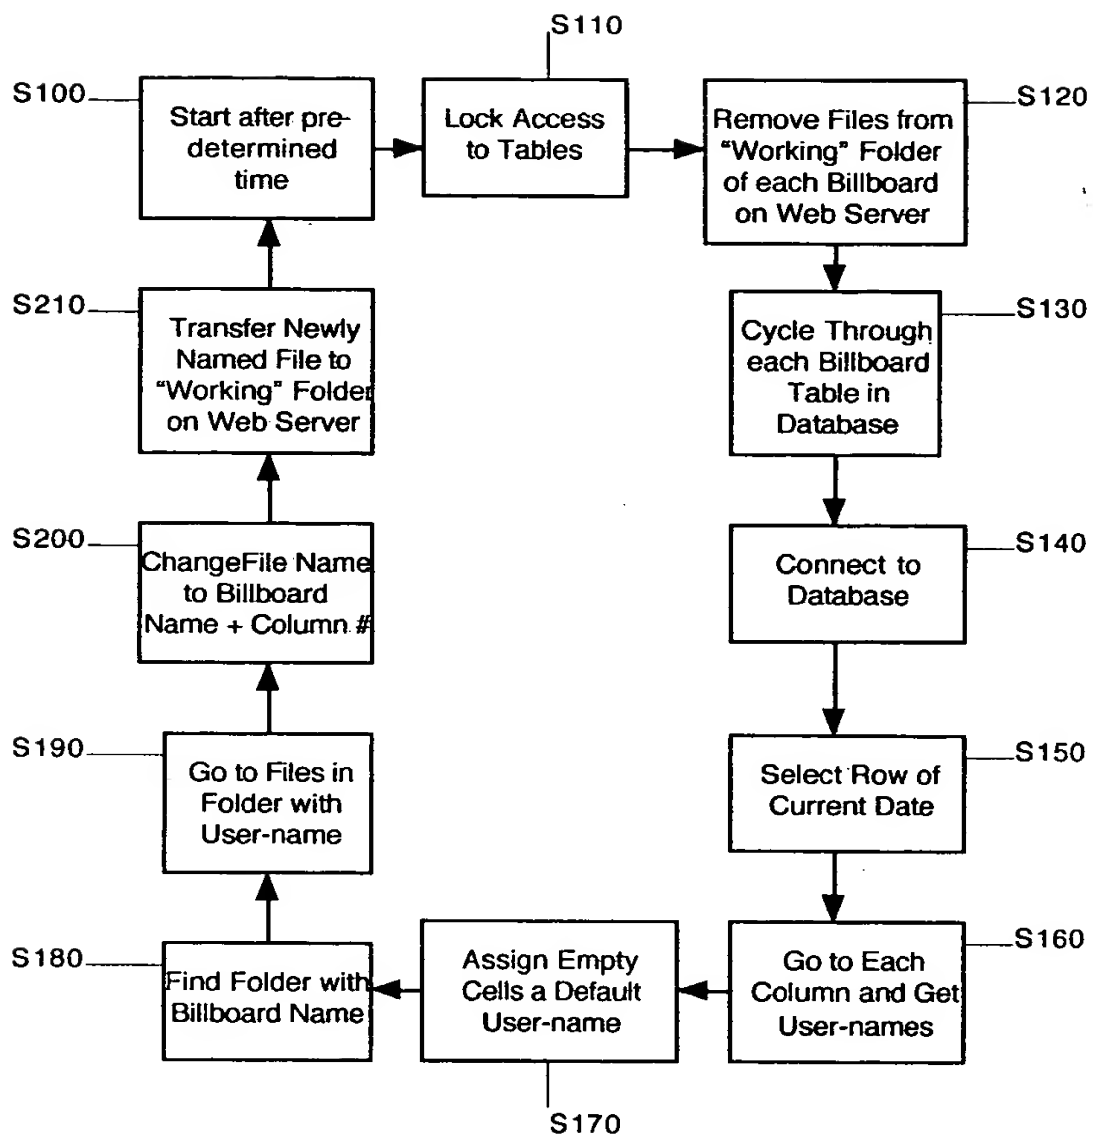 S110
S100
Start after pre-
determined
time
Lock Access
to Tables
Remove Files from
"Working" Folder
of each Billboard
on Web Server
S120
S210
Transfer Newly
Named File to
"Working" Folder
on Web Server
Cycle Through
each Billboard
Table in
Database
S130
S200
ChangeFile Name
to Billboard
Name + Column #
Connect to
Database
S140
S190
Go to Files in
Folder with
User-name
Select Row of
Current Date
S150
S180
Find Folder with
Billboard Name
Assign Empty
Cells a Default
User-name
Go to Each
Column and Get
User-names
S160
S170